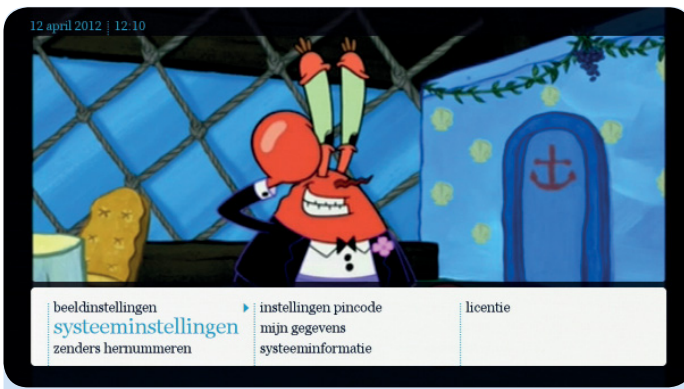 12 april 2012 | 12:10
beeldinstellingen
systeeminstellingen
zenders hernummeren
instellingen pincode
mijn gegevens
systeeminformatie
licentie